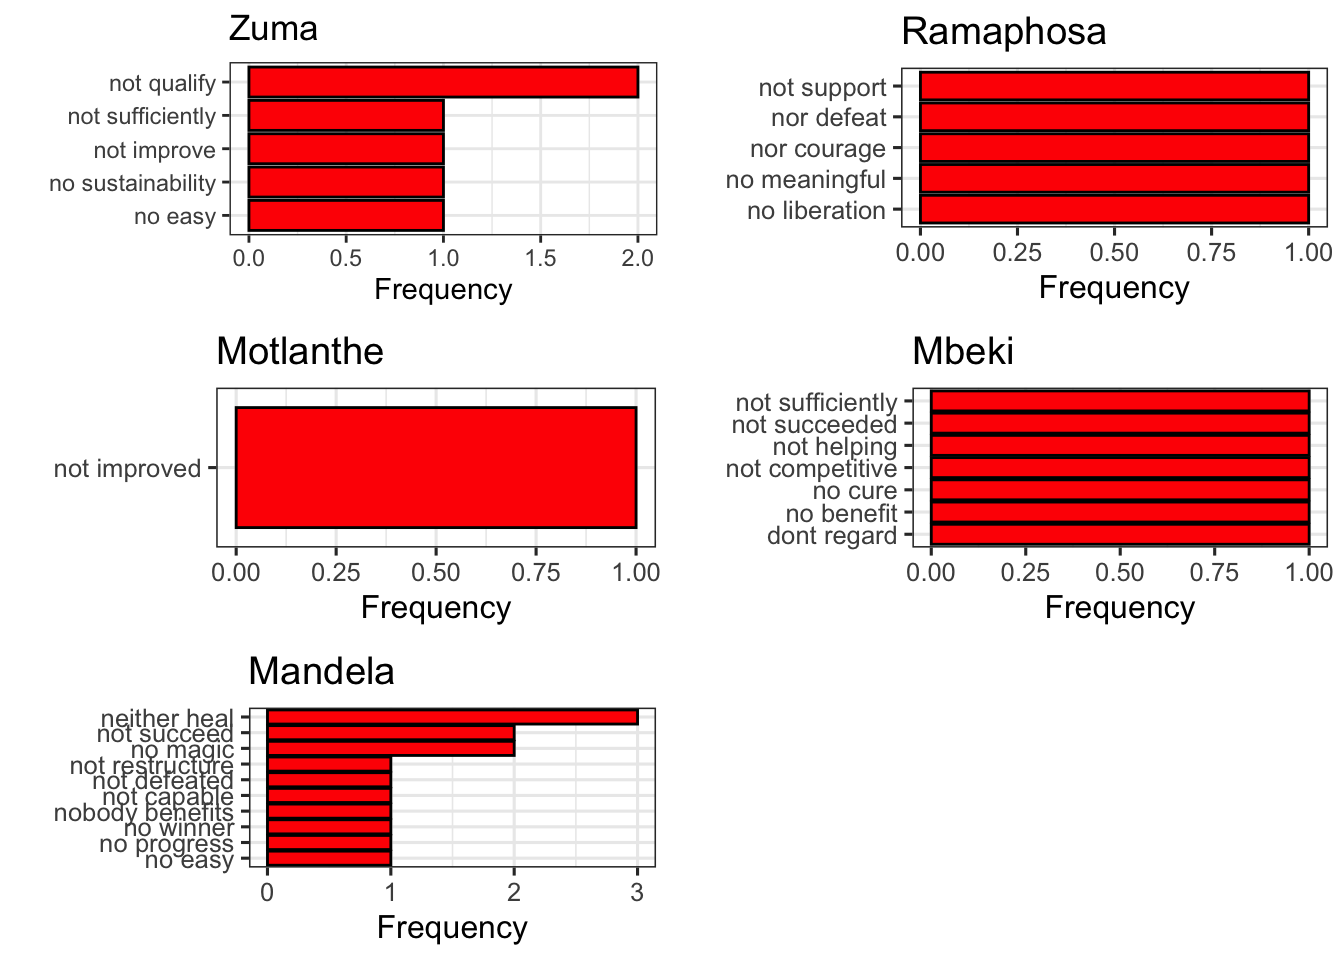 Zuma
not qualify
not sufficiently
not improve
no sustainability
no easy
0.0 0.5 1.0 1.5 2.0
Frequency
Ramaphosa
not support
nor defeat
nor courage
no meaningful
no liberation
0.00 0.25 0.50 0.75 1.00
Frequency
Motlanthe
not improved
0.00 0.25 0.50 0.75 1.00
Frequency
Mbeki
not sufficiently
not succeeded
not helping
not competitive
no cure
no benefit
dont regard
0.00 0.25 0.50 0.75 1.00
Frequency
Mandela
neither heal
not succeed
no magic
not restructure
not defeated
not capable
nobody benefits
no winner
no progress
no easy
0 1 2 3
Frequency